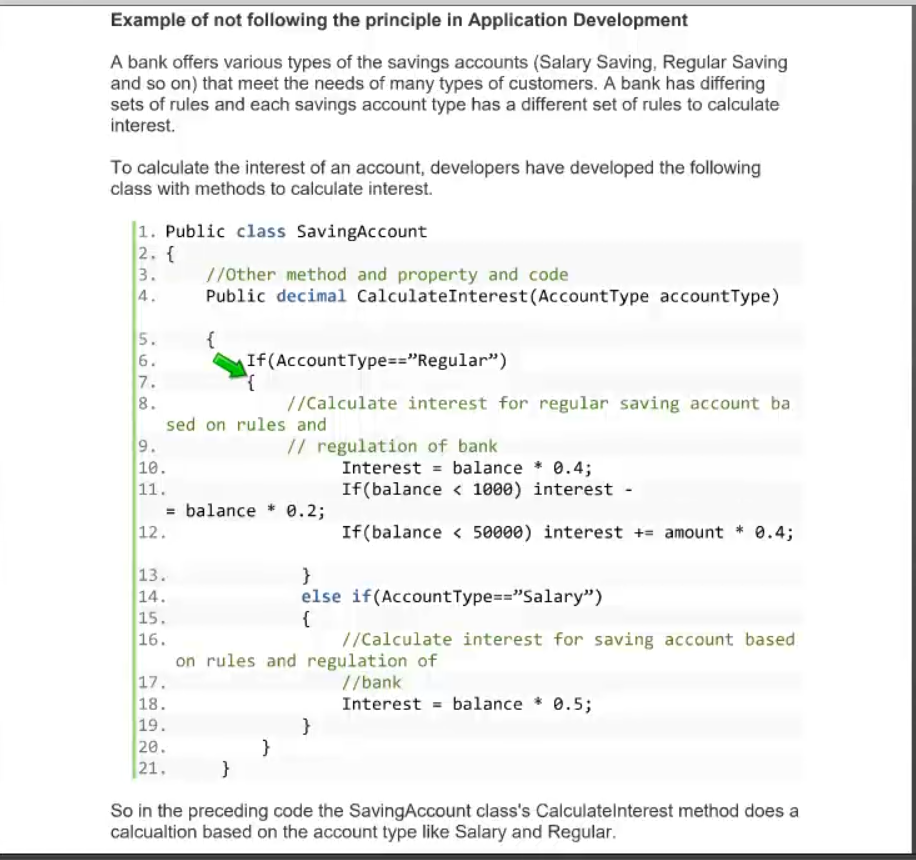 Example of not following the principle in Application Development
A bank offers various types of the savings accounts (Salary Saving, Regular Saving
and so on) that meet the needs of many types of customers. A bank has differing
sets of rules and each savings account type has a different set of rules to calculate
interest.
To calculate the interest of an account, developers have developed the following
class with methods to calculate interest.
1. Public class SavingAccount
2. {
3. //Other method and property and code
4. Public decimal CalculateInterest(AccountType accountType)
5. {
6. If(AccountType==”Regular”)
7. {
8. //Calculate interest for regular saving account ba
sed on rules and
9. // regulation of bank
10. Interest = balance * 0.4;
11. If(balance < 1000) interest -
= balance * 0.2;
12. If(balance < 50000) interest += amount * 0.4;
13. }
14. else if(AccountType==”Salary”)
15. {
16. //Calculate interest for saving account based
on rules and regulation of
17. //bank
18. Interest = balance * 0.5;
19. }
20. }
21. }
So in the preceding code the SavingAccount class's CalculateInterest method does a
calcualtion based on the account type like Salary and Regular.